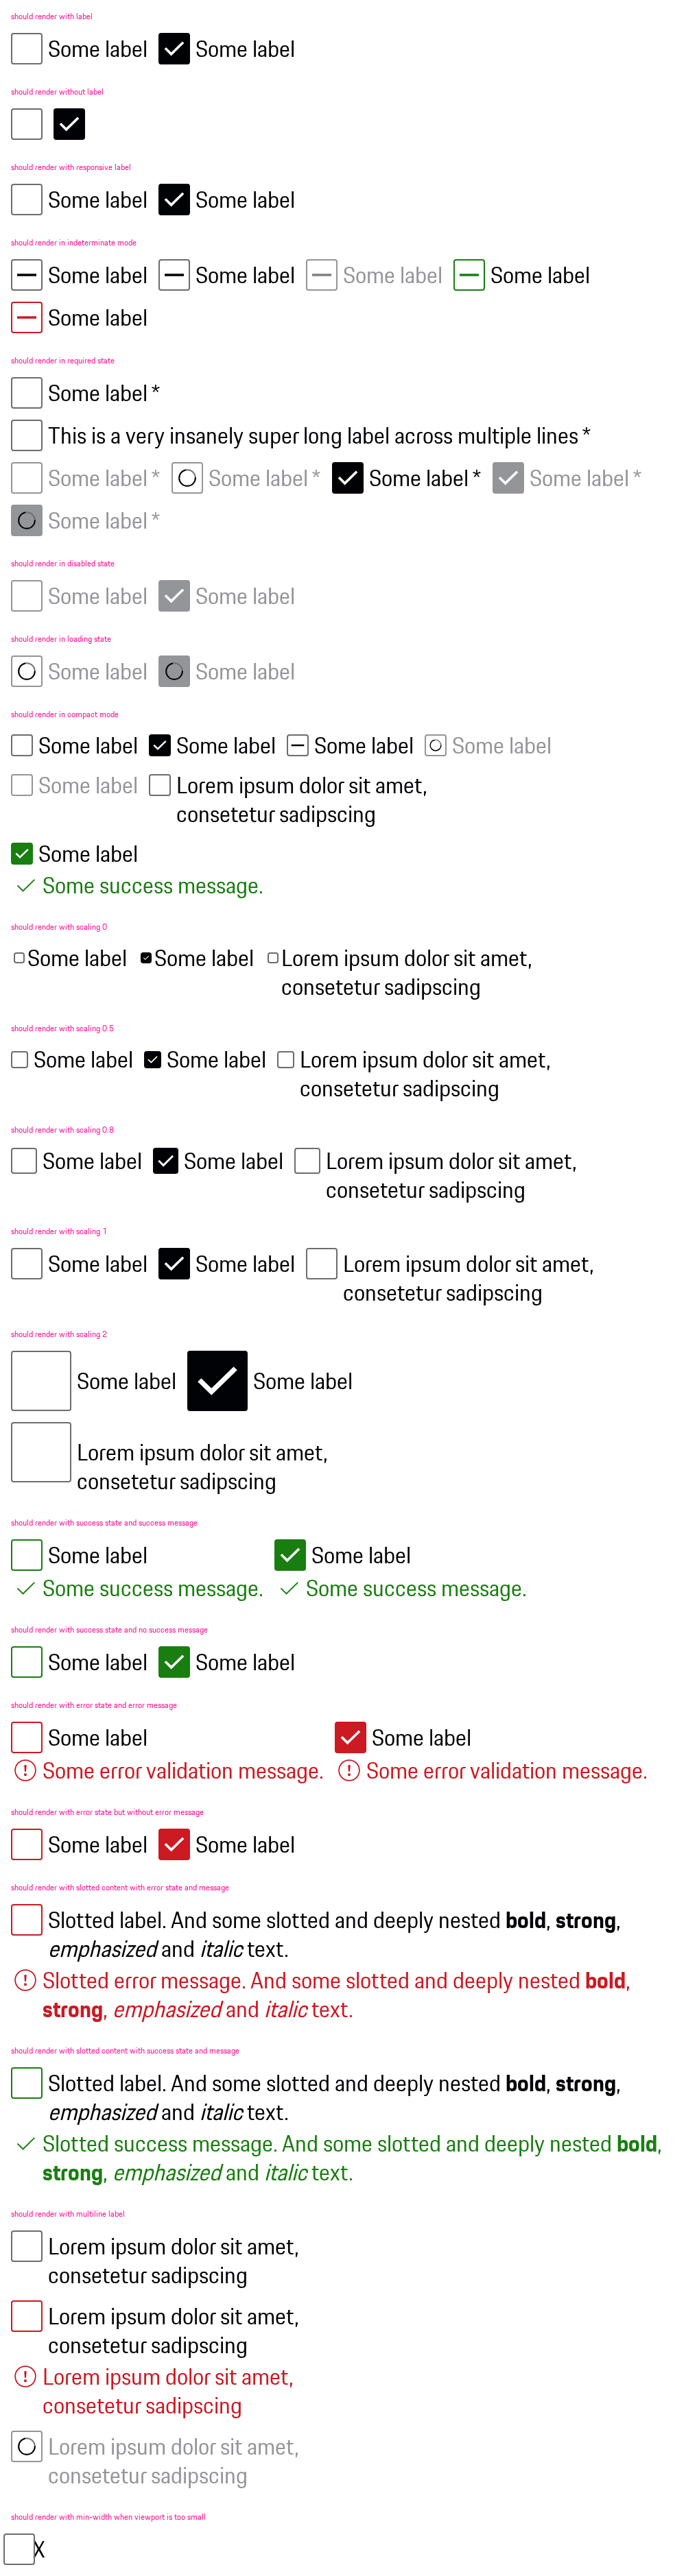 should render with label
Some label Some label
should render without label
should render with responsive label
Some label Some label
should render in indeterminate mode
Some label Some label Some label Some label
Some label
should render in required state
Some label *
This is a very insanely super long label across multiple lines *
Some label * Some label * Some label * Some label *
Some label *
should render in disabled state
Some label Some label
should render in loading state
Some label Some label
should render in compact mode
Some label Some label Some label Some label
Some label Lorem ipsum dolor sit amet,
consetetur sadipscing
Some label
Some success message.
should render with scaling 0
Some label Some label Lorem ipsum dolor sit amet,
consetetur sadipscing
should render with scaling 0.5
Some label Some label Lorem ipsum dolor sit amet,
consetetur sadipscing
should render with scaling 0.8
Some label Some label Lorem ipsum dolor sit amet,
consetetur sadipscing
should render with scaling 1
Some label Some label Lorem ipsum dolor sit amet,
consetetur sadipscing
should render with scaling 2
Some label Some label
Lorem ipsum dolor sit amet,
consetetur sadipscing
should render with success state and success message
Some label Some label
Some success message. Some success message.
should render with success state and no success message
Some label Some label
should render with error state and error message
Some label Some label
Some error validation message. Some error validation message.
should render with error state but without error message
Some label Some label
should render with slotted content with error state and message
Slotted label. And some slotted and deeply nested bold, strong,
emphasized and italic text.
Slotted error message. And some slotted and deeply nested bold,
strong, emphasized and italic text.
should render with slotted content with success state and message
Slotted label. And some slotted and deeply nested bold, strong,
emphasized and italic text.
Slotted success message. And some slotted and deeply nested bold,
strong, emphasized and italic text.
should render with multiline label
Lorem ipsum dolor sit amet,
consetetur sadipscing
Lorem ipsum dolor sit amet,
consetetur sadipscing
Lorem ipsum dolor sit amet,
consetetur sadipscing
Lorem ipsum dolor sit amet,
consetetur sadipscing
should render with min-width when viewport is too small
X